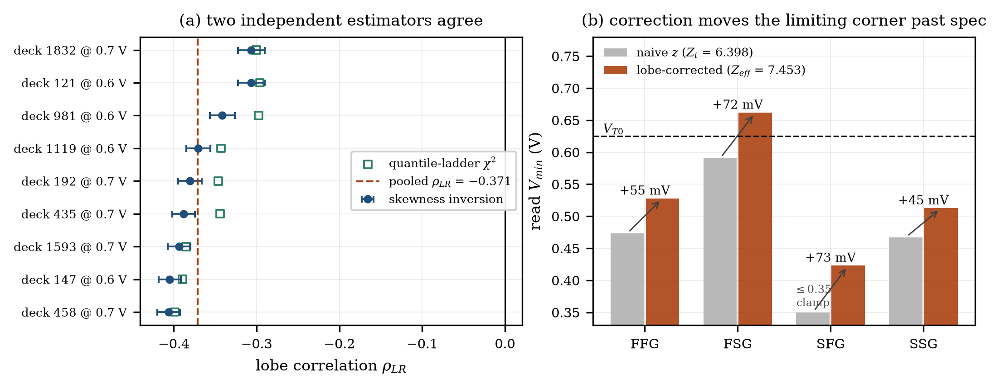 (a) two independent estimators agree
deck 1832 @ 0.7 V
deck 121 @ 0.6 V
deck 981 @ 0.6 V
deck 1119 @ 0.6 V
deck 192 @ 0.7 V
deck 435 @ 0.7 V
deck 1593 @ 0.7 V
deck 147 @ 0.6 V
deck 458 @ 0.7 V
quantile-ladder χ²
pooled ρ_LR = −0.371
skewness inversion
−0.4 −0.3 −0.2 −0.1 0.0
lobe correlation ρ_LR
(b) correction moves the limiting corner past spec
read V_min (V)
0.75
0.70
0.65
0.60
0.55
0.50
0.45
0.40
0.35
naive z (Z_t = 6.398)
lobe-corrected (Z_eff = 7.453)
V_T0
+55 mV
+72 mV
+73 mV
+45 mV
≤ 0.35
clamp
FFG FSG SFG SSG